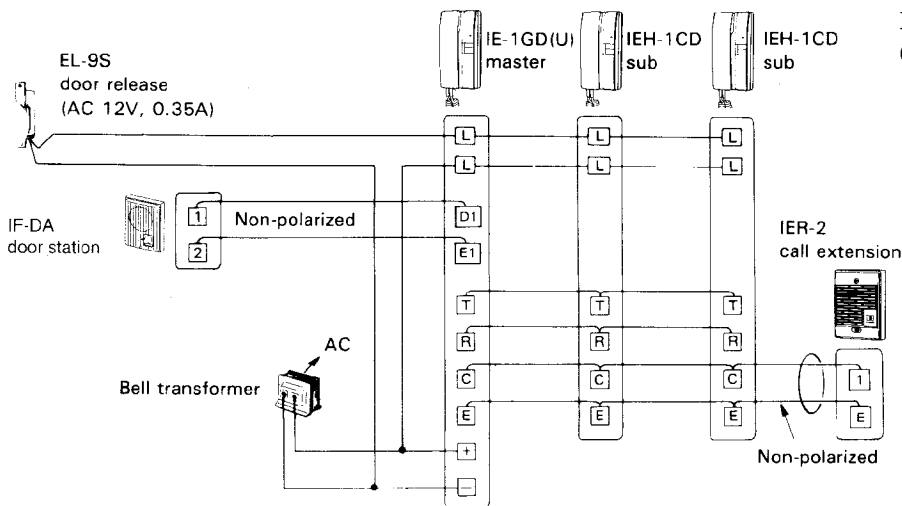 EL-9S
door release
(AC 12V, 0.35A)
IE-1GD(U)
master
IEH-1CD
sub
IEH-1CD
sub
L
L
L
L
L
L
IF-DA
door station
1
2
Non-polarized
D1
E1
IER-2
call extension
T
T
T
R
R
R
AC
Bell transformer
C
C
C
1
E
E
E
E
Non-polarized
+
−